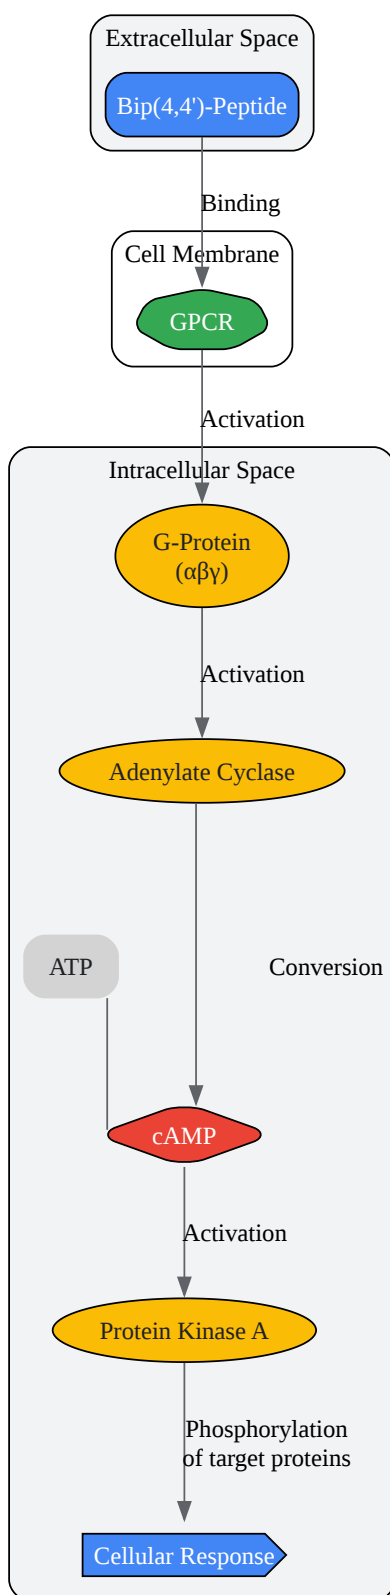 Extracellular Space
Bip(4,4')-Peptide
Binding
Cell Membrane
GPCR
Activation
Intracellular Space
G-Protein
(αβγ)
Activation
Adenylate Cyclase
ATP
Conversion
cAMP
Activation
Protein Kinase A
Phosphorylation
of target proteins
Cellular Response